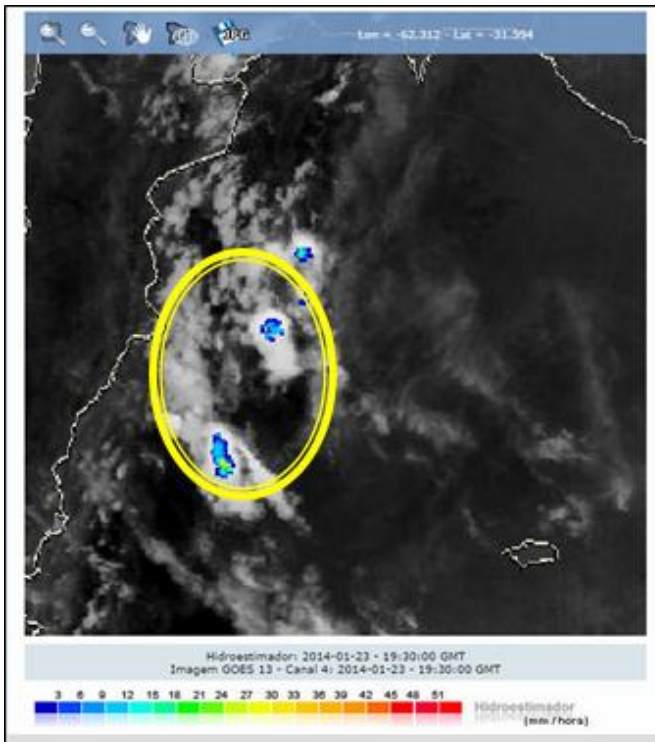 JPG
Lon = -62.312 - Lat = -31.594
Hidroestimador: 2014-01-23 - 19:30:00 GMT
Imagem GOES 13 - Canal 4: 2014-01-23 - 19:30:00 GMT
3 6 9 12 15 18 21 24 27 30 33 36 39 42 45 48 51
Hidroestimador
(mm/hora)